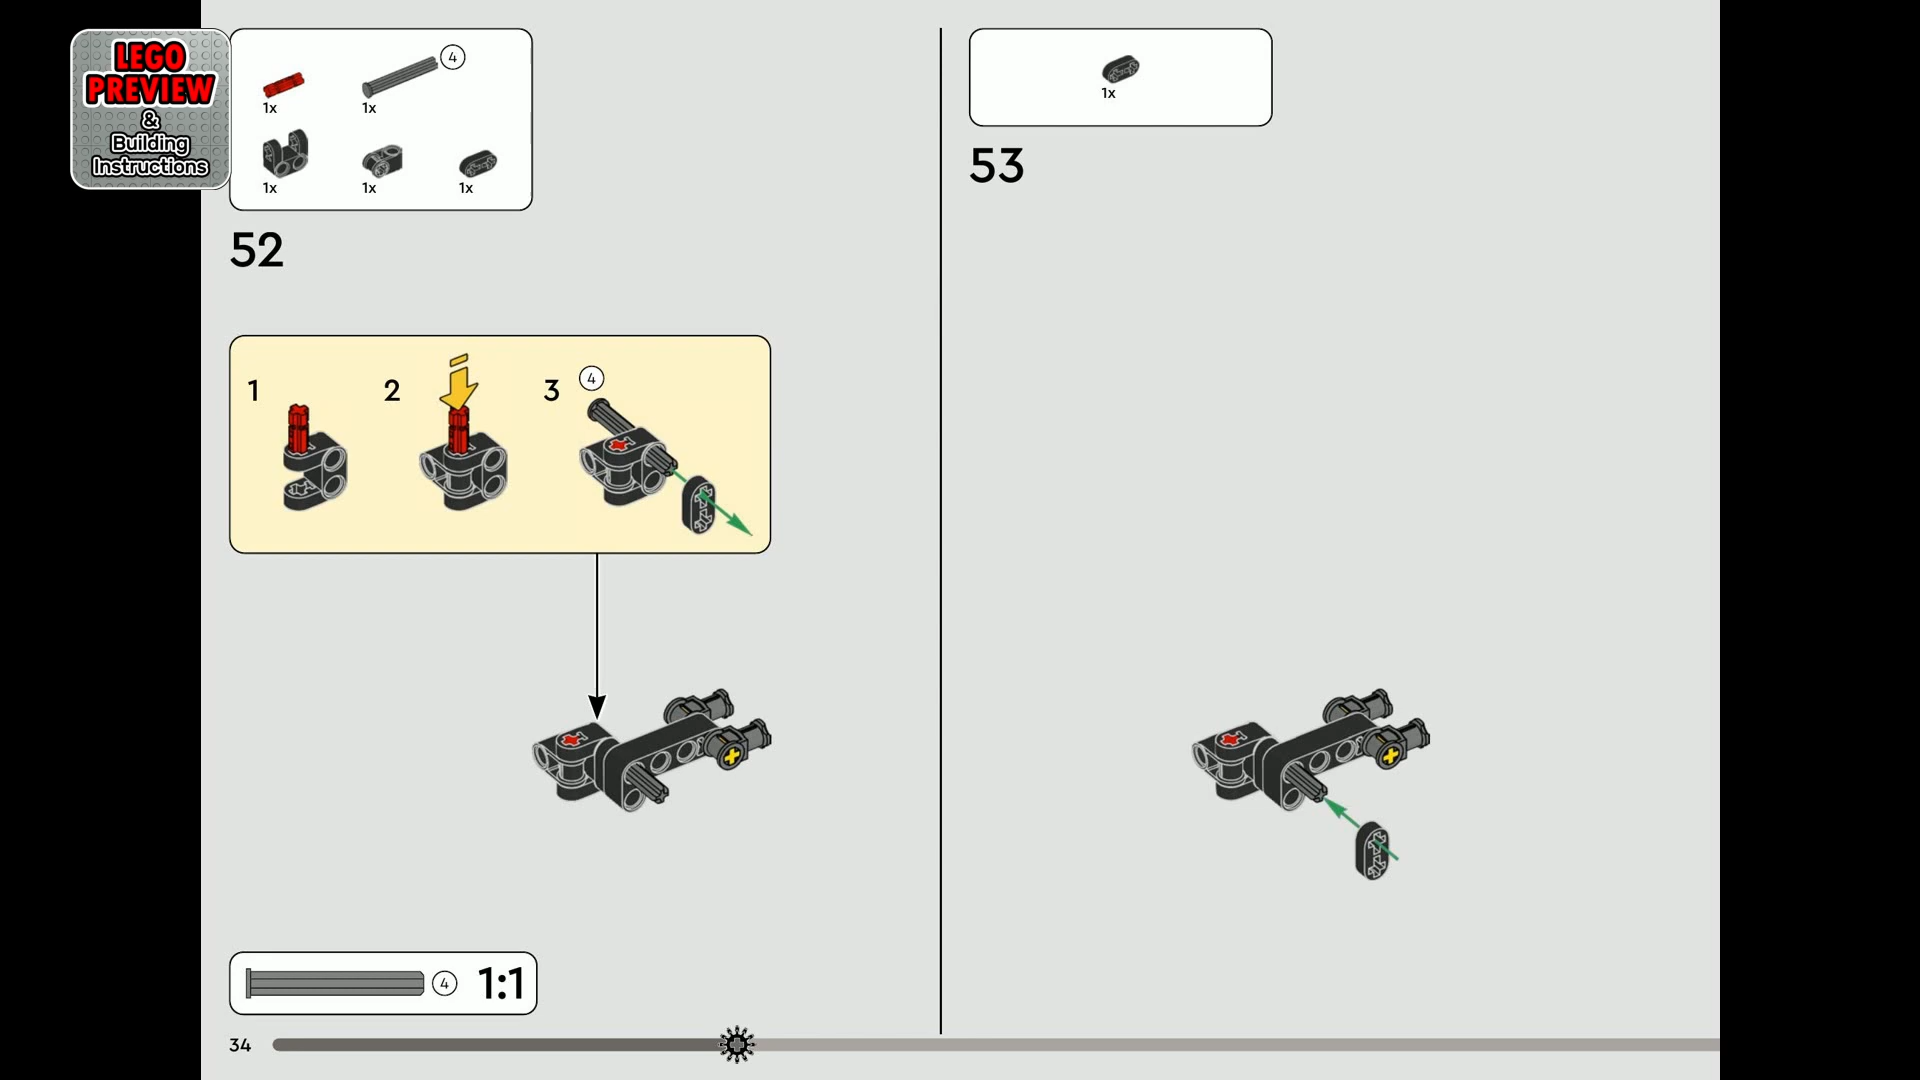 LEGO
PREVIEW
&
Building
Instructions
4
1x
1x
1x
1x
1x
52
1
2
3
4
4
1:1
34
1x
53